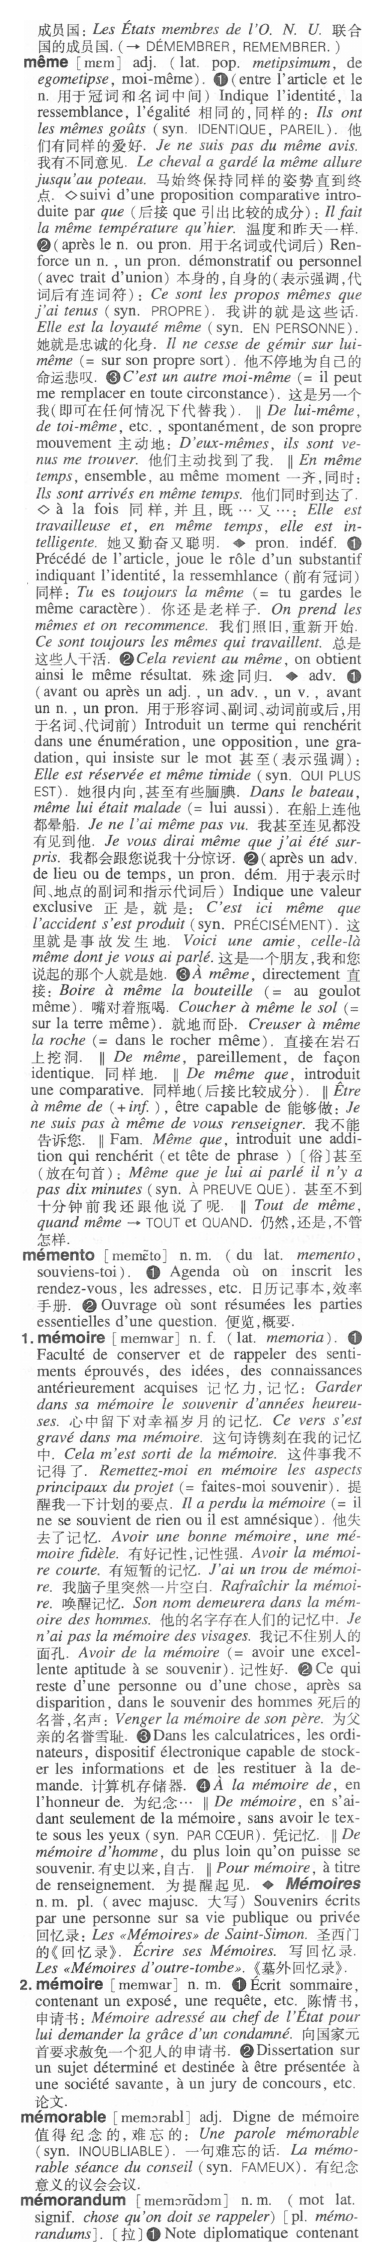 成员国: Les États membres de l'O. N. U. 联合
国的成员国. (→ DÉMEMBRER, REMEMBRER. )
même [mɛm] adj. (lat. pop. metipsimum, de
egometipse, moi-même). ❶(entre l'article et le
n. 用于冠词和名词中间) Indique l'identité, la
ressemblance, l'égalité 相同的,同样的: Ils ont
les mêmes goûts (syn. IDENTIQUE, PAREIL). 他
们有同样的爱好. Je ne suis pas du même avis.
我有不同意见. Le cheval a gardé la même allure
jusqu'au poteau. 马始终保持同样的姿势直到终
点. ◇suivi d'une proposition comparative intro-
duite par que (后接 que 引出比较的成分): Il fait
la même température qu'hier. 温度和昨天一样.
❷(après le n. ou pron. 用于名词或代词后) Ren-
force un n. , un pron. démonstratif ou personnel
(avec trait d'union) 本身的,自身的(表示强调,代
词后有连词符): Ce sont les propos mêmes que
j'ai tenus (syn. PROPRE). 我讲的就是这些话.
Elle est la loyauté même (syn. EN PERSONNE).
她就是忠诚的化身. Il ne cesse de gémir sur lui-
même (= sur son propre sort). 他不停地为自己的
命运悲叹. ❸C'est un autre moi-même (= il peut
me remplacer en toute circonstance). 这是另一个
我(即可在任何情况下代替我). ‖ De lui-même,
de toi-même, etc. , spontanément, de son propre
mouvement 主动地: D'eux-mêmes, ils sont ve-
nus me trouver. 他们主动找到了我. ‖ En même
temps, ensemble, au même moment 一齐,同时:
Ils sont arrivés en même temps. 他们同时到达了.
◇ à la fois 同样, 并且, 既 … 又 …: Elle est
travailleuse et, en même temps, elle est in-
telligente. 她又勤奋又聪明. ◆ pron. indéf. ❶
Précédé de l'article, joue le rôle d'un substantif
indiquant l'identité, la ressemhlance (前有冠词)
同样: Tu es toujours la même (= tu gardes le
même caractère). 你还是老样子. On prend les
mêmes et on recommence. 我们照旧,重新开始.
Ce sont toujours les mêmes qui travaillent. 总是
这些人干活. ❷Cela revient au même, on obtient
ainsi le même résultat. 殊途同归. ◆ adv. ❶
(avant ou après un adj. , un adv. , un v. , avant
un n. , un pron. 用于形容词、副词、动词前或后,用
于名词、代词前) Introduit un terme qui renchérit
dans une énumération, une opposition, une gra-
dation, qui insiste sur le mot 甚至(表示强调):
Elle est réservée et même timide (syn. QUI PLUS
EST). 她很内向,甚至有些腼腆. Dans le bateau,
même lui était malade (= lui aussi). 在船上连他
都晕船. Je ne l'ai même pas vu. 我甚至连见都没
有见到他. Je vous dirai même que j'ai été sur-
pris. 我都会跟您说我十分惊讶. ❷(après un adv.
de lieu ou de temps, un pron. dém. 用于表示时
间、地点的副词和指示代词后) Indique une valeur
exclusive 正是, 就是: C'est ici même que
l'accident s'est produit (syn. PRÉCISÉMENT). 这
里就是事故发生地. Voici une amie, celle-là
même dont je vous ai parlé. 这是一个朋友,我和您
说起的那个人就是她. ❸À même, directement 直
接: Boire à même la bouteille (= au goulot
même). 嘴对着瓶喝. Coucher à même le sol (=
sur la terre même). 就地而卧. Creuser à même
la roche (= dans le rocher même). 直接在岩石
上挖洞. ‖ De même, pareillement, de façon
identique. 同样地. ‖ De même que, introduit
une comparative. 同样地(后接比较成分). ‖ Être
à même de (+inf. ), être capable de 能够做: Je
ne suis pas à même de vous renseigner. 我不能
告诉您. ‖ Fam. Même que, introduit une addi-
tion qui renchérit (et tête de phrase ) 〔俗〕甚至
(放在句首): Même que je lui ai parlé il n'y a
pas dix minutes (syn. À PREUVE QUE). 甚至不到
十分钟前我还跟他说了呢. ‖ Tout de même,
quand même → TOUT et QUAND. 仍然,还是,不管
怎样.
mémento [memɛ̃to] n. m. (du lat. memento,
souviens-toi). ❶ Agenda où on inscrit les
rendez-vous, les adresses, etc. 日历记事本,效率
手册. ❷ Ouvrage où sont résumées les parties
essentielles d'une question. 便览,概要.
1. mémoire [memwar] n. f. (lat. memoria). ❶
Faculté de conserver et de rappeler des senti-
ments éprouvés, des idées, des connaissances
antérieurement acquises 记忆力,记忆: Garder
dans sa mémoire le souvenir d'années heureu-
ses. 心中留下对幸福岁月的记忆. Ce vers s'est
gravé dans ma mémoire. 这句诗镌刻在我的记忆
中. Cela m'est sorti de la mémoire. 这件事我不
记得了. Remettez-moi en mémoire les aspects
principaux du projet (= faites-moi souvenir). 提
醒我一下计划的要点. Il a perdu la mémoire (= il
ne se souvient de rien ou il est amnésique). 他失
去了记忆. Avoir une bonne mémoire, une mé-
moire fidèle. 有好记性,记性强. Avoir la mémoi-
re courte. 有短暂的记忆. J'ai un trou de mémoi-
re. 我脑子里突然一片空白. Rafraîchir la mémoi-
re. 唤醒记忆. Son nom demeurera dans la mém-
oire des hommes. 他的名字存在人们的记忆中. Je
n'ai pas la mémoire des visages. 我记不住别人的
面孔. Avoir de la mémoire (= avoir une excel-
lente aptitude à se souvenir). 记性好. ❷Ce qui
reste d'une personne ou d'une chose, après sa
disparition, dans le souvenir des hommes 死后的
名誉,名声: Venger la mémoire de son père. 为父
亲的名誉雪耻. ❸Dans les calculatrices, les ordi-
nateurs, dispositif électronique capable de stock-
er les informations et de les restituer à la de-
mande. 计算机存储器. ❹À la mémoire de, en
l'honneur de. 为纪念… ‖ De mémoire, en s'ai-
dant seulement de la mémoire, sans avoir le tex-
te sous les yeux (syn. PAR CŒUR). 凭记忆. ‖ De
mémoire d'homme, du plus loin qu'on puisse se
souvenir. 有史以来,自古. ‖ Pour mémoire, à titre
de renseignement. 为提醒起见. ◆ Mémoires
n. m. pl. (avec majusc. 大写) Souvenirs écrits
par une personne sur sa vie publique ou privée
回忆录: Les «Mémoires» de Saint-Simon. 圣西门
的《回忆录》. Écrire ses Mémoires. 写回忆录.
Les «Mémoires d'outre-tombe». 《墓外回忆录》.
2. mémoire [memwar] n. m. ❶Écrit sommaire,
contenant un exposé, une requête, etc. 陈情书,
申请书: Mémoire adressé au chef de l'État pour
lui demander la grâce d'un condamné. 向国家元
首要求赦免一个犯人的申请书. ❷Dissertation sur
un sujet déterminé et destinée à être présentée à
une société savante, à un jury de concours, etc.
论文.
mémorable [memɔrabl] adj. Digne de mémoire
值得纪念的,难忘的: Une parole mémorable
(syn. INOUBLIABLE). 一句难忘的话. La mémo-
rable séance du conseil (syn. FAMEUX). 有纪念
意义的议会会议.
mémorandum [memɔrɑ̃dɔm] n. m. (mot lat.
signif. chose qu'on doit se rappeler) [pl. mémo-
randums]. 〔拉〕❶ Note diplomatique contenant